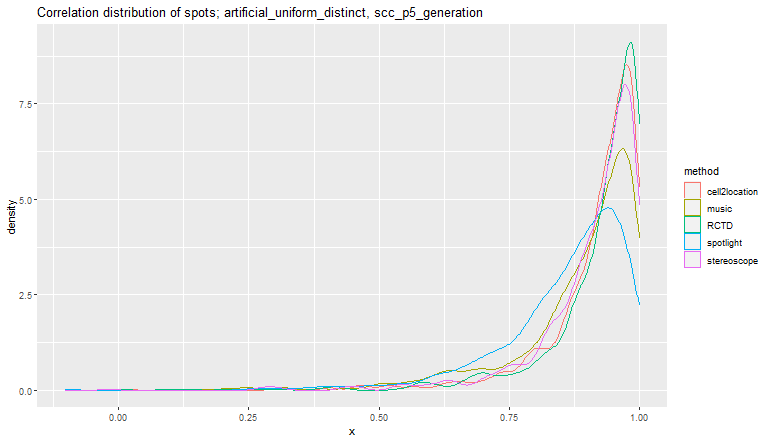 Correlation distribution of spots; artificial_uniform_distinct, scc_p5_generation
density
7.5
5.0
2.5
0.0
0.00 0.25 0.50 0.75 1.00
x
method
cell2location
music
RCTD
spotlight
stereoscope